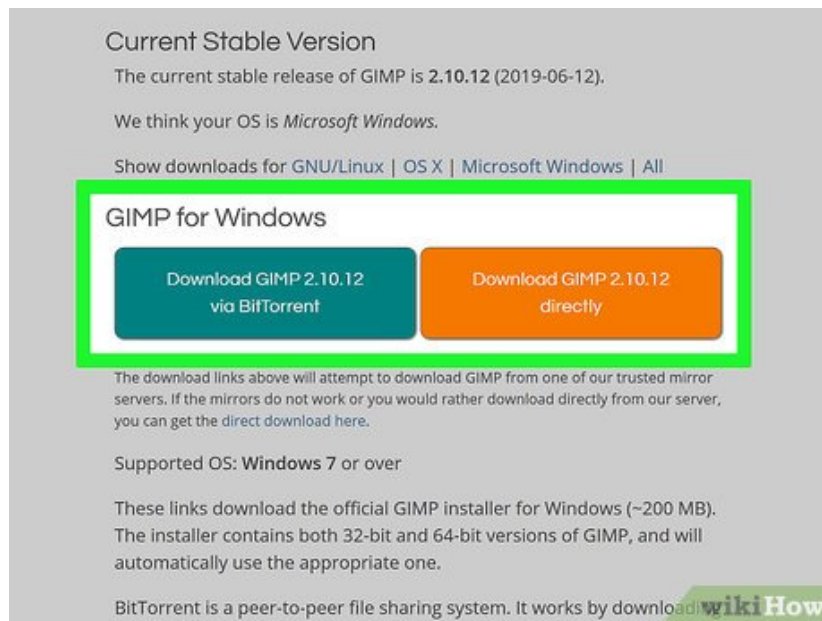 Current Stable Version
The current stable release of GIMP is 2.10.12 (2019-06-12).
We think your OS is Microsoft Windows.
Show downloads for GNU/Linux | OS X | Microsoft Windows | All
GIMP for Windows
Download GIMP 2.10.12
via BitTorrent
Download GIMP 2.10.12
directly
The download links above will attempt to download GIMP from one of our trusted mirror
servers. If the mirrors do not work or you would rather download directly from our server,
you can get the direct download here.
Supported OS: Windows 7 or over
These links download the official GIMP installer for Windows (~200 MB).
The installer contains both 32-bit and 64-bit versions of GIMP, and will
automatically use the appropriate one.
BitTorrent is a peer-to-peer file sharing system. It works by downloading
wikiHow